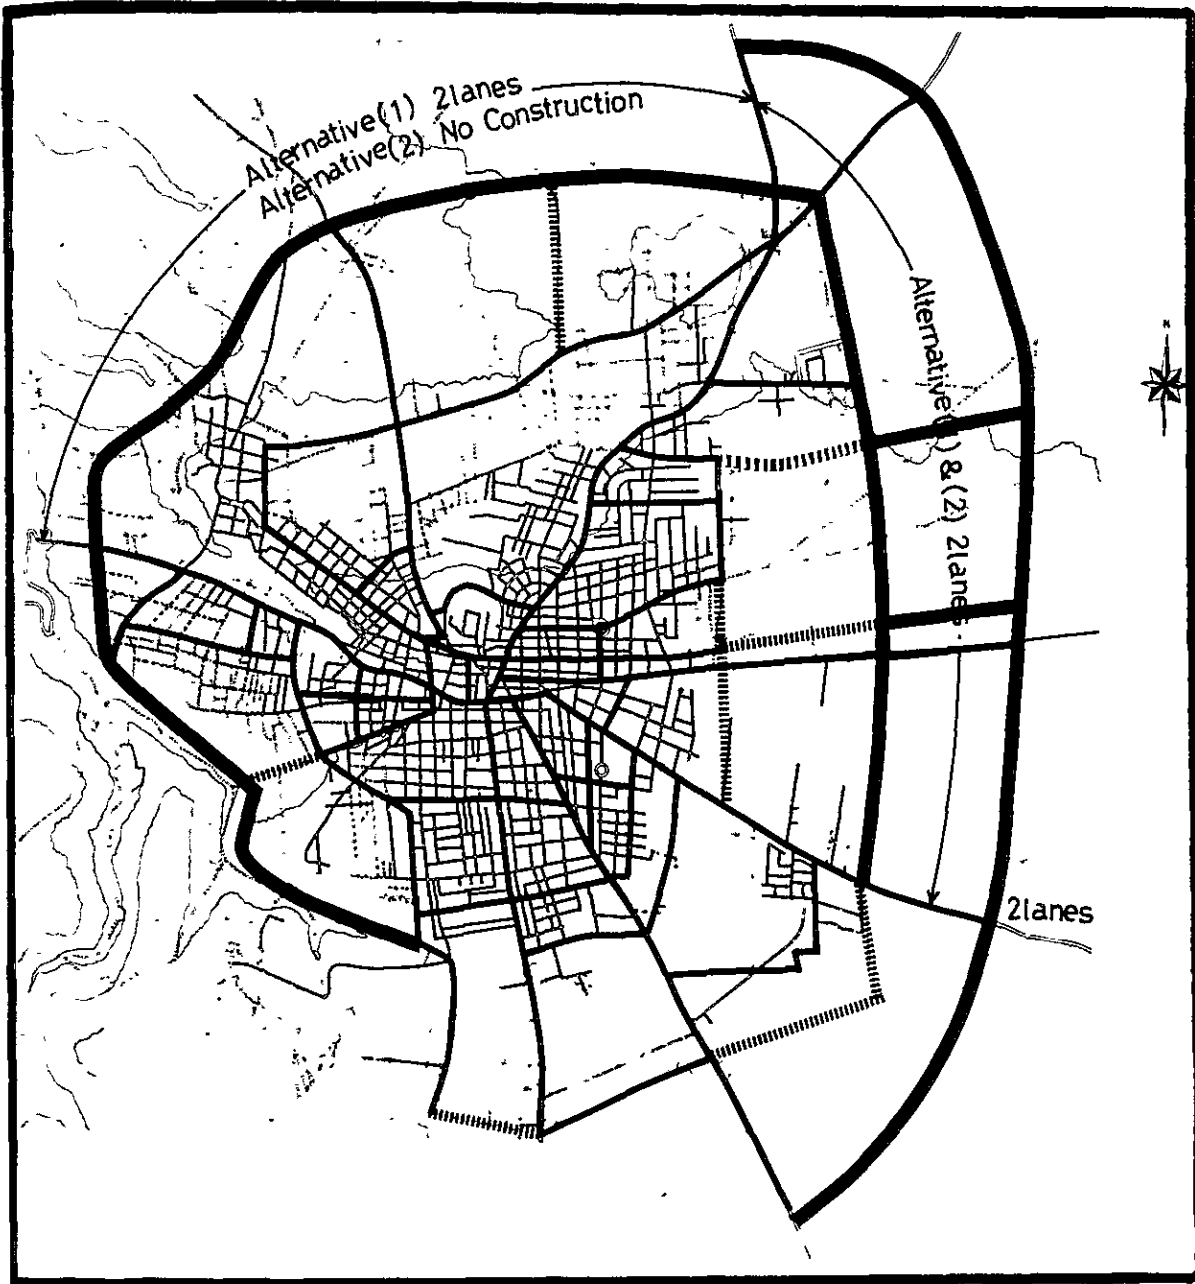 Alternative(1) 2lanes
Alternative(2) No Construction
N
Alternative(1) & (2) 2lanes
2lanes